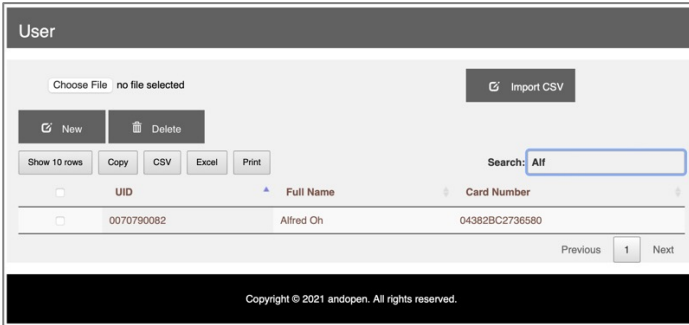 User
Choose File no file selected
Import CSV
New Delete
Show 10 rows Copy CSV Excel Print Search: Alf
UID Full Name Card Number
0070790082 Alfred Oh 04382BC2736580
Previous 1 Next
Copyright © 2021 andopen. All rights reserved.